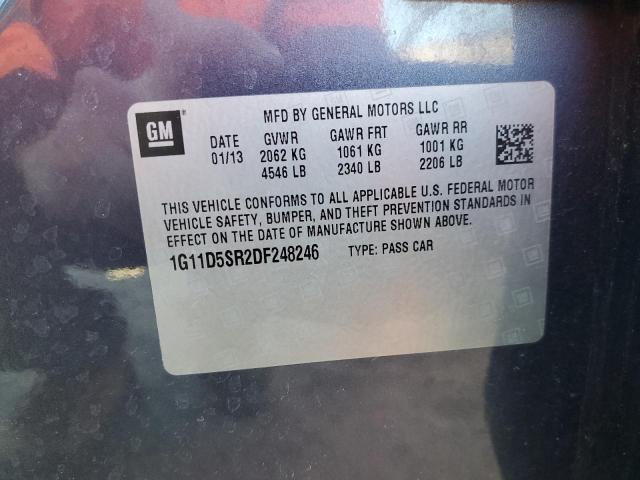 GM
MFD BY GENERAL MOTORS LLC
DATE GVWR GAWR FRT GAWR RR
01/13 2062 KG 1061 KG 1001 KG
4546 LB 2340 LB 2206 LB
THIS VEHICLE CONFORMS TO ALL APPLICABLE U.S. FEDERAL MOTOR
VEHICLE SAFETY, BUMPER, AND THEFT PREVENTION STANDARDS IN
EFFECT ON THE DATE OF MANUFACTURE SHOWN ABOVE.
1G11D5SR2DF248246 TYPE: PASS CAR